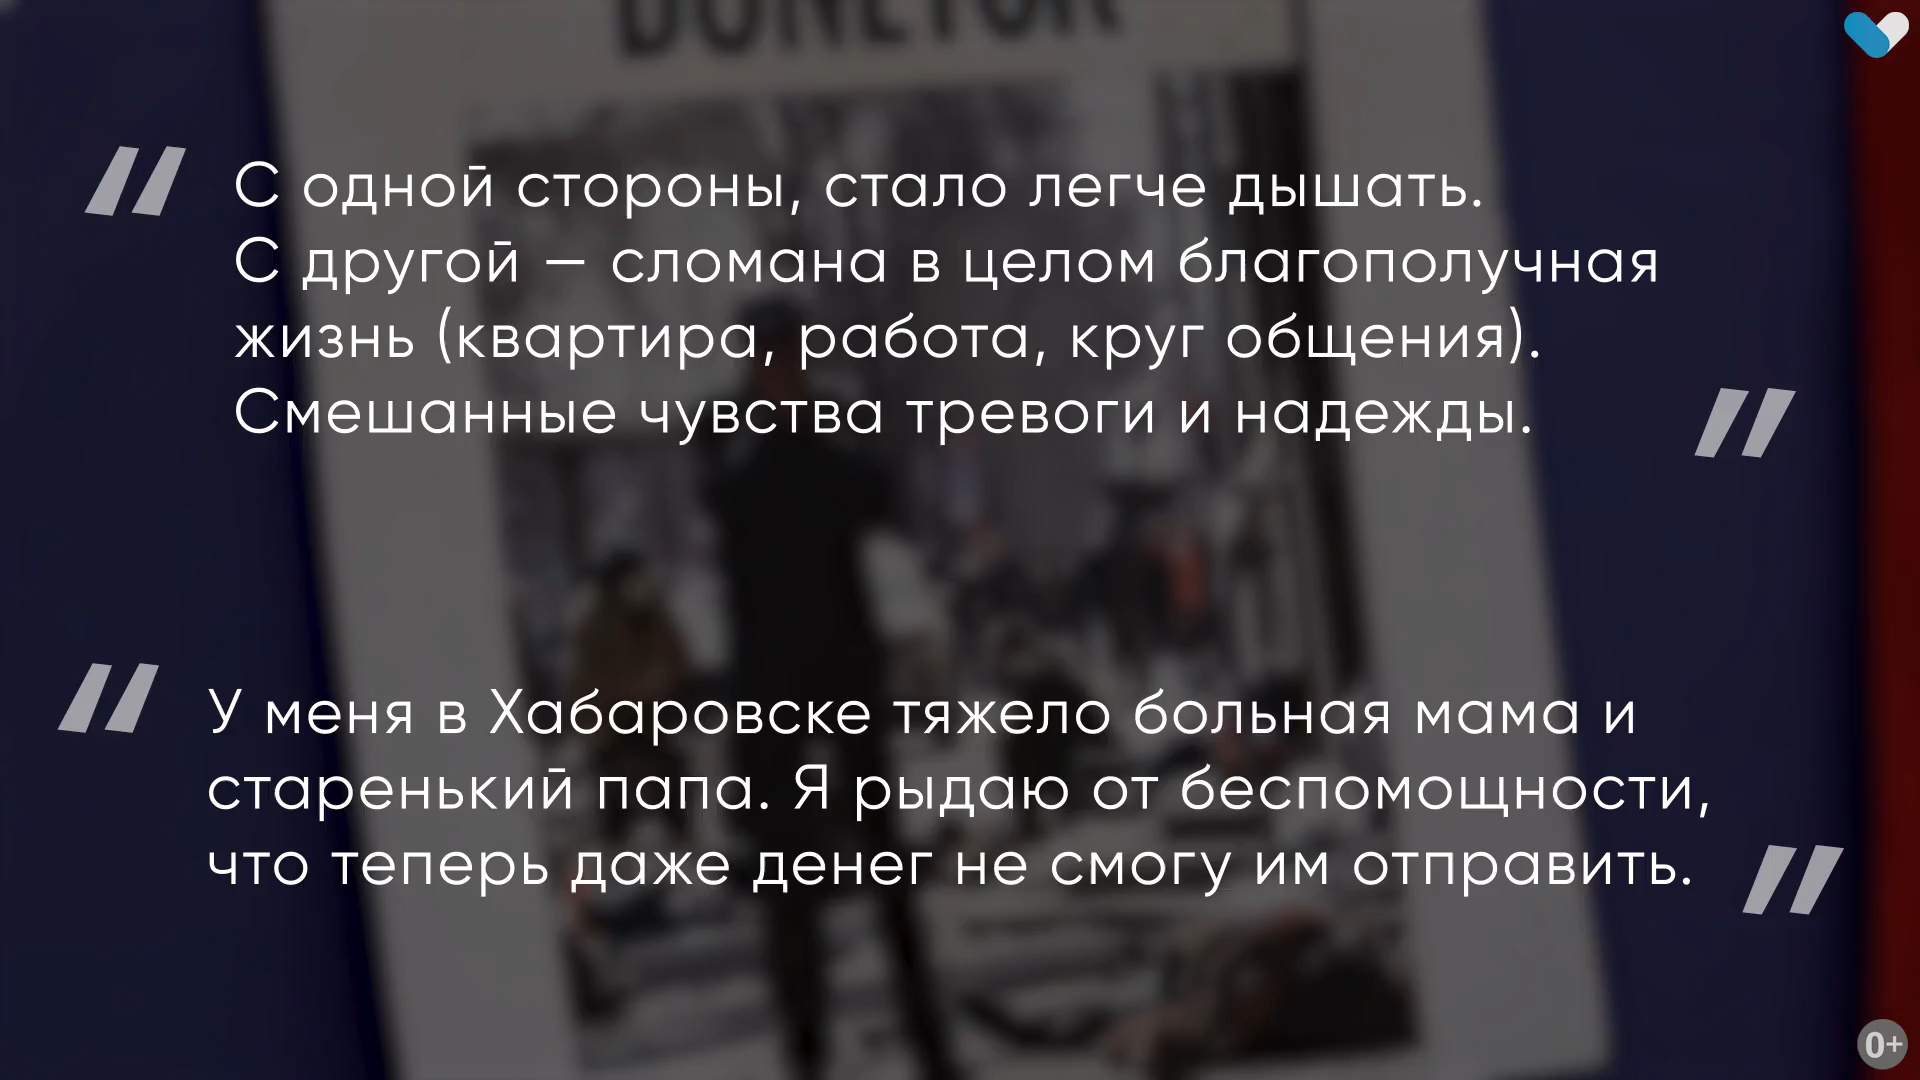 С одной стороны, стало легче дышать.
С другой — сломана в целом благополучная
жизнь (квартира, работа, круг общения).
Смешанные чувства тревоги и надежды.
У меня в Хабаровске тяжело больная мама и
старенький папа. Я рыдаю от беспомощности,
что теперь даже денег не смогу им отправить.
0+